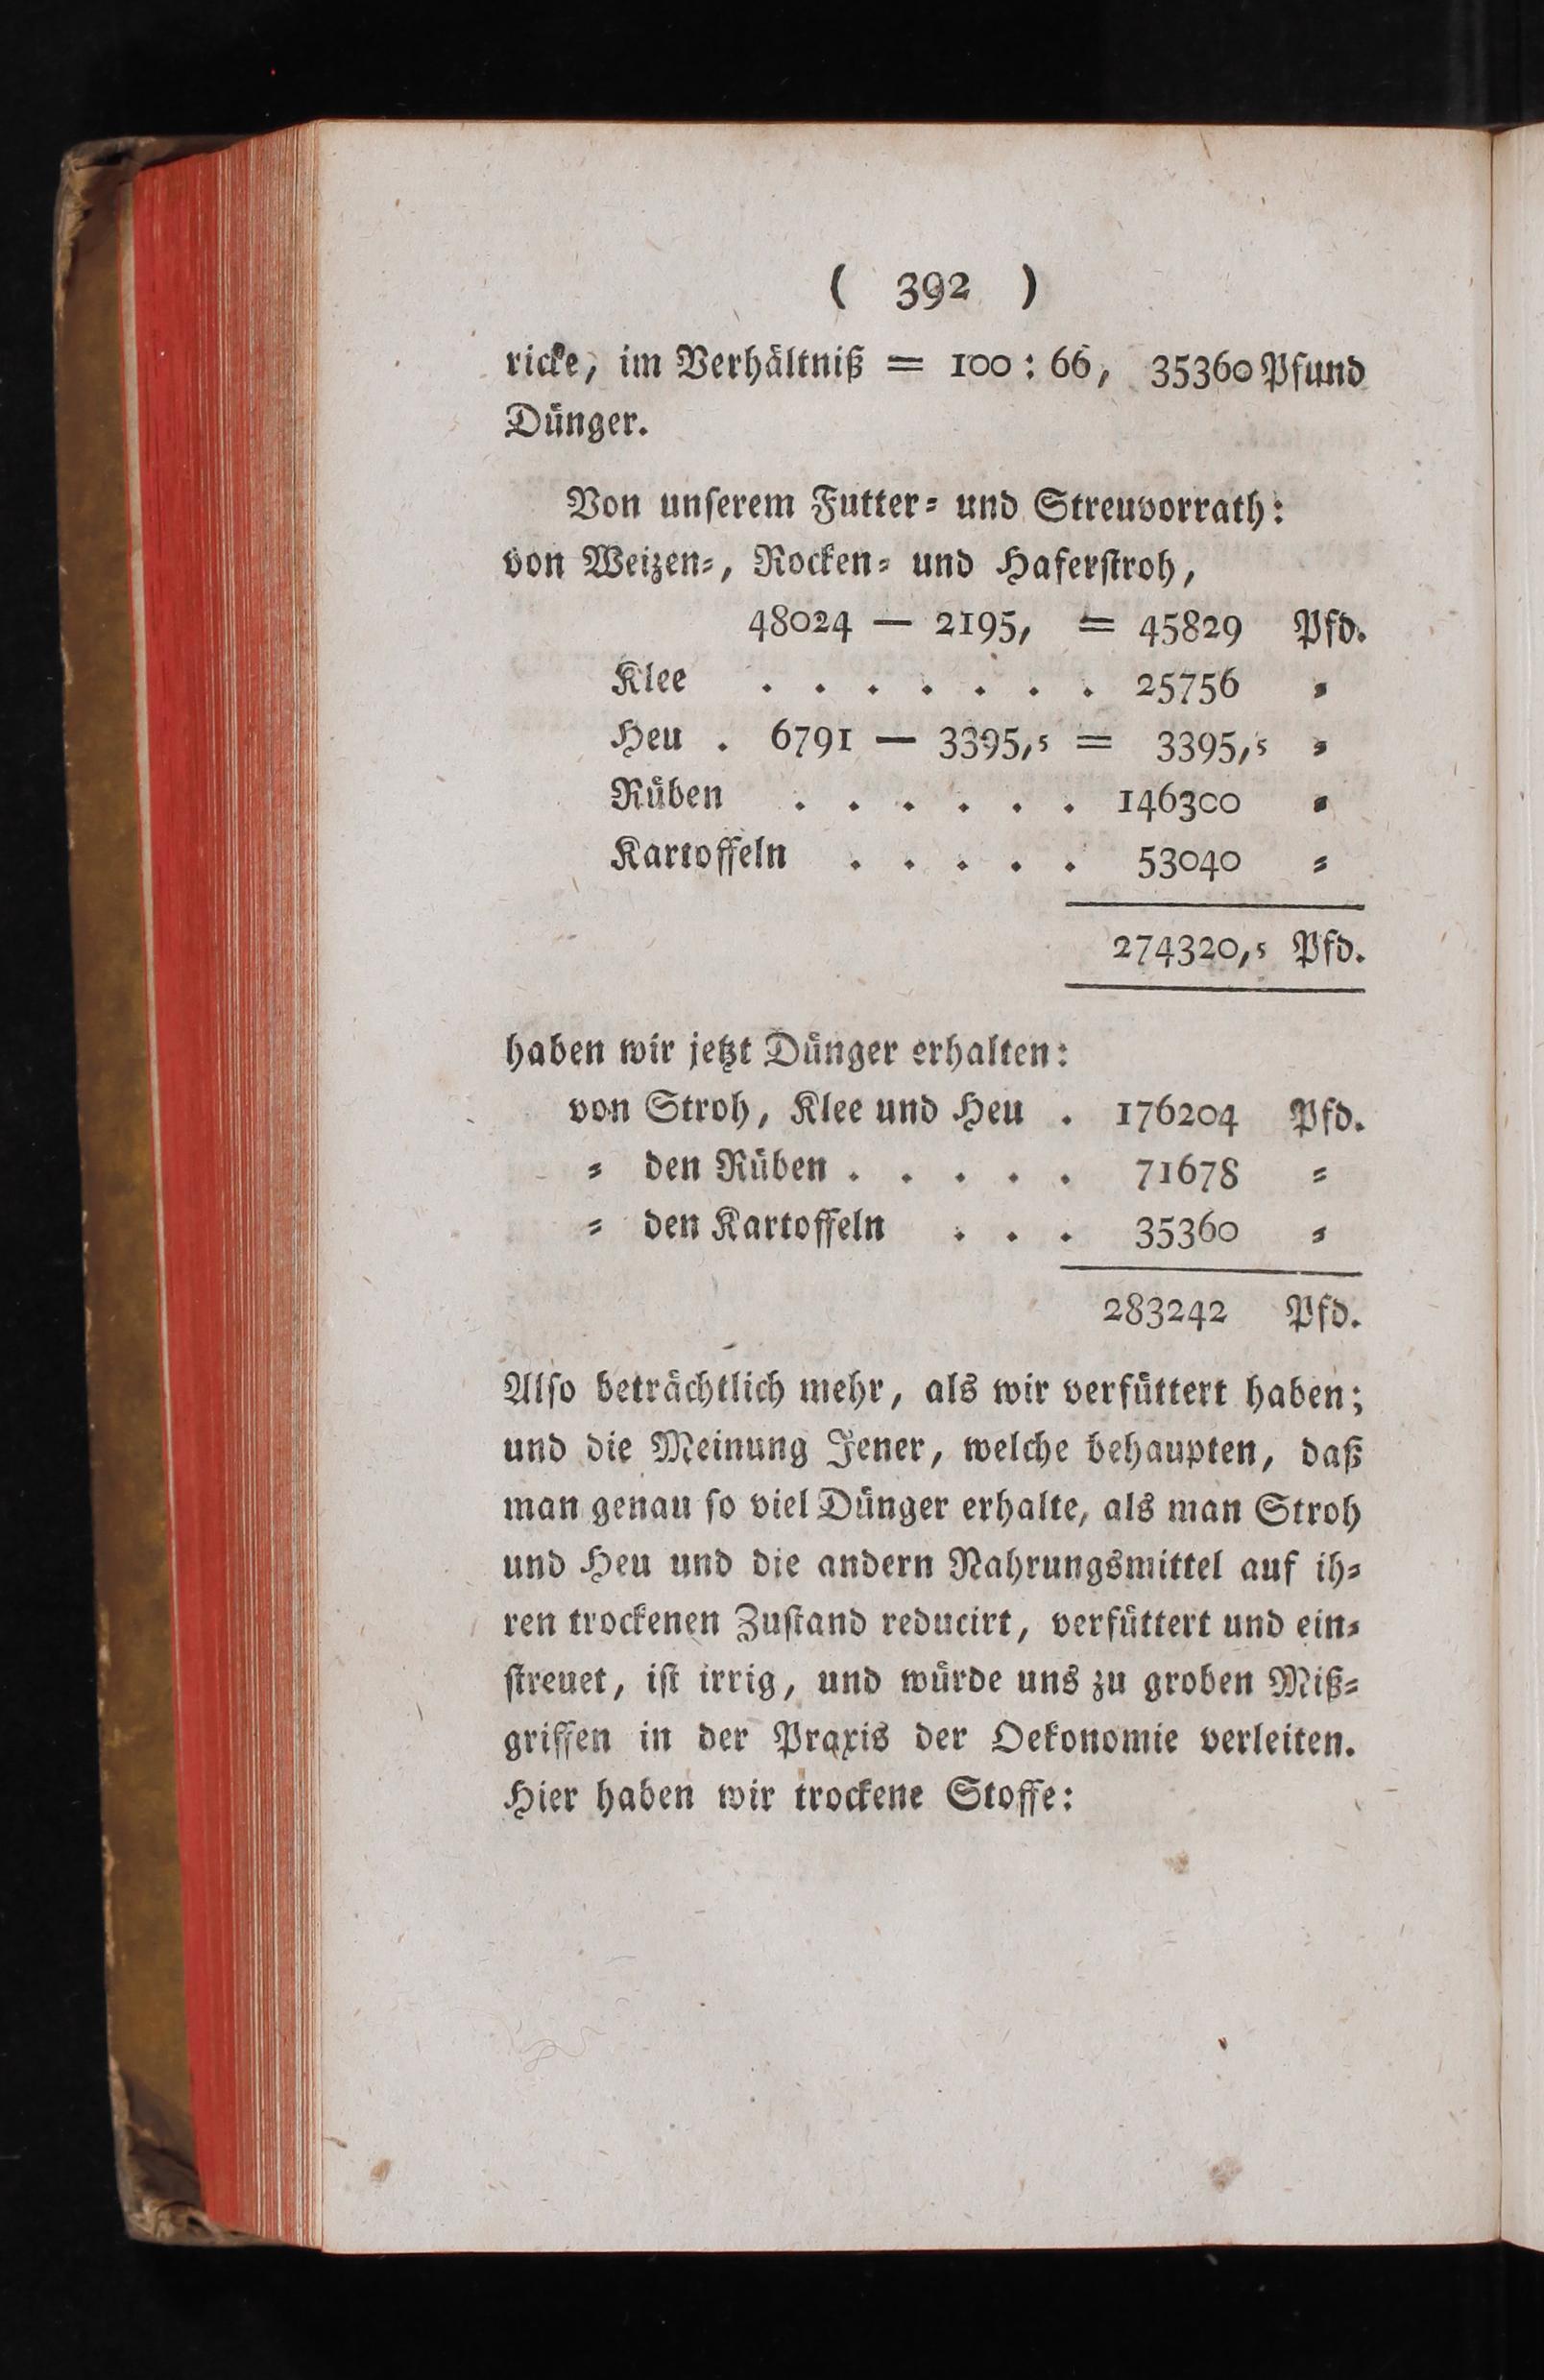 ( 392 )
ricke, im Verhältniß = 100 : 66, 35360 Pfund
Dünger.
Von unſerem Futter= und Streuvorrath:
von Weizen=, Rocken= und Haferſtroh,
48024 — 2195, = 45829 Pfd.
Klee . . . . . . . 25756 =
Heu . 6791 — 3395,5 = 3395,5 =
Rüben . . . . . . 146300 =
Kartoffeln . . . . . 53040 =
274320,5 Pfd.
haben wir jetzt Dünger erhalten:
von Stroh, Klee und Heu . 176204 Pfd.
= den Rüben . . . . . 71678 =
= den Kartoffeln . . . 35360 =
283242 Pfd.
Alſo beträchtlich mehr, als wir verfüttert haben;
und die Meinung Jener, welche behaupten, daß
man genau ſo viel Dünger erhalte, als man Stroh
und Heu und die andern Nahrungsmittel auf ih=
ren trockenen Zuſtand reducirt, verfüttert und ein=
ſtreuet, iſt irrig, und würde uns zu groben Miß=
griffen in der Praxis der Oekonomie verleiten.
Hier haben wir trockene Stoffe: